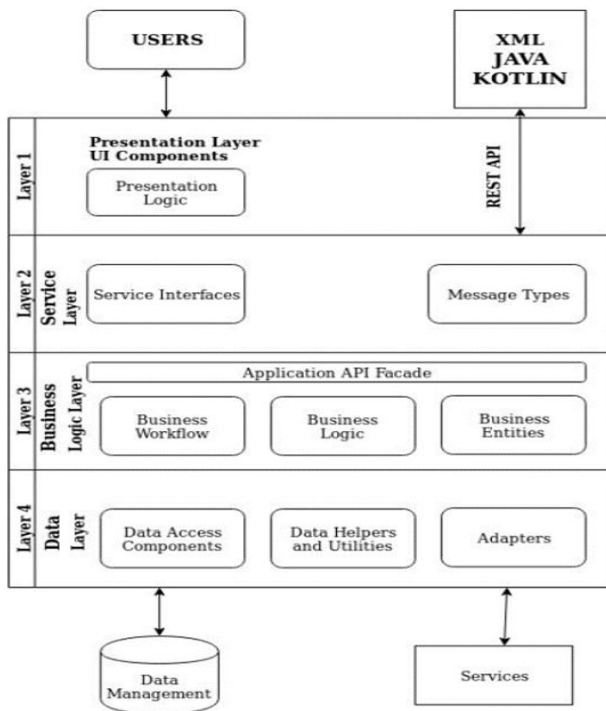 USERS
XML
JAVA
KOTLIN
Layer 1
Presentation Layer
UI Components
Presentation
Logic
REST API
Layer 2
Service
Layer
Service Interfaces
Message Types
Layer 3
Business
Logic Layer
Application API Facade
Business
Workflow
Business
Logic
Business
Entities
Layer 4
Data
Layer
Data Access
Components
Data Helpers
and Utilities
Adapters
Data
Management
Services